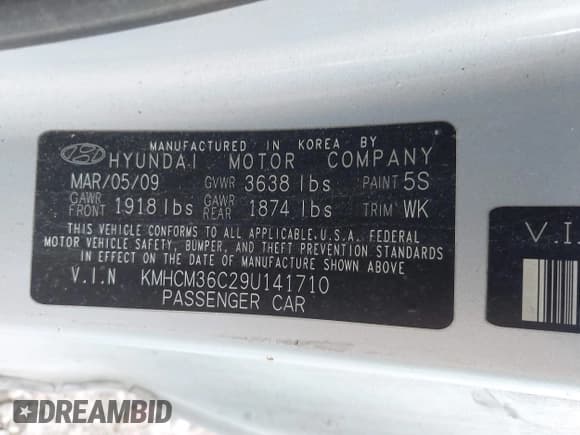 MANUFACTURED IN KOREA BY
HYUNDAI MOTOR COMPANY
MAR/05/09 GVWR 3638 lbs PAINT 5S
GAWR FRONT 1918 lbs GAWR REAR 1874 lbs TRIM WK
THIS VEHICLE CONFORMS TO ALL APPLICABLE U.S.A. FEDERAL
MOTOR VEHICLE SAFETY, BUMPER, AND THEFT PREVENTION STANDARDS
IN EFFECT ON THE DATE OF MANUFACTURE SHOWN ABOVE.
V.I.N KMHCM36C29U141710
PASSENGER CAR
V.I.
DREAMBID